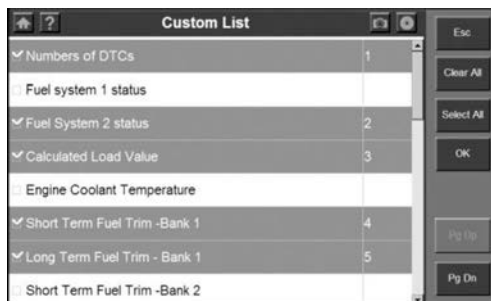 ? Custom List
Esc
Numbers of DTCs 1
Clear All
Fuel system 1 status
Fuel System 2 status 2
Select All
Calculated Load Value 3
OK
Engine Coolant Temperature
Short Term Fuel Trim -Bank 1 4
Pg Up
Long Term Fuel Trim - Bank 1 5
Pg Dn
Short Term Fuel Trim -Bank 2